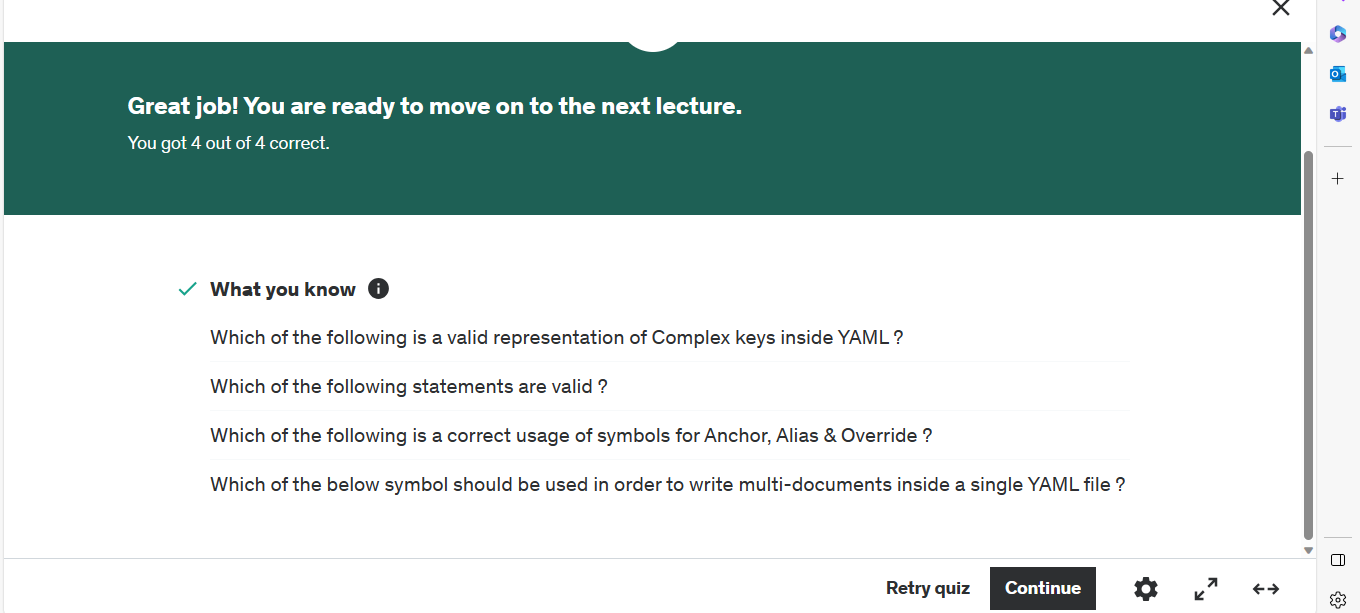 Great job! You are ready to move on to the next lecture.
You got 4 out of 4 correct.
What you know
Which of the following is a valid representation of Complex keys inside YAML ?
Which of the following statements are valid ?
Which of the following is a correct usage of symbols for Anchor, Alias & Override ?
Which of the below symbol should be used in order to write multi-documents inside a single YAML file ?
Retry quiz Continue